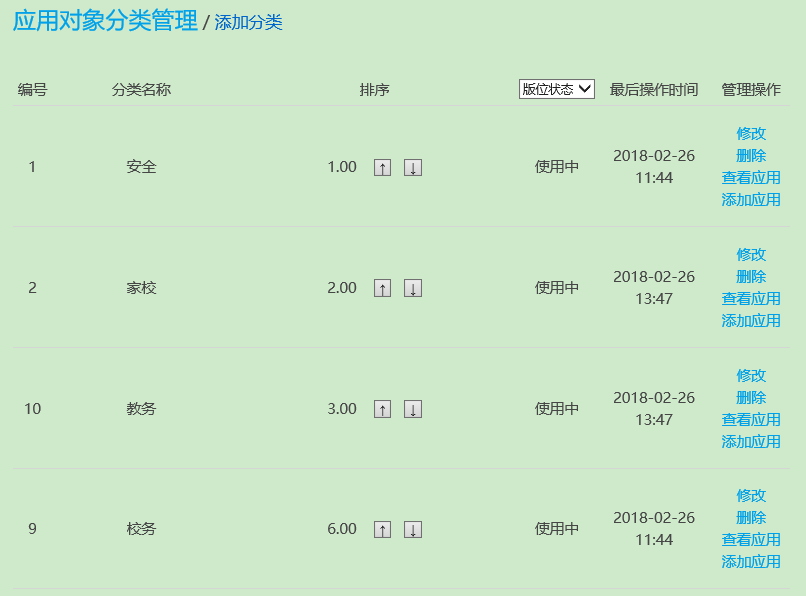 应用对象分类管理 / 添加分类
编号 分类名称 排序 版位状态 最后操作时间 管理操作
1 安全 1.00 ↑ ↓ 使用中 2018-02-26 11:44 修改
删除
查看应用
添加应用
2 家校 2.00 ↑ ↓ 使用中 2018-02-26 13:47 修改
删除
查看应用
添加应用
10 教务 3.00 ↑ ↓ 使用中 2018-02-26 13:47 修改
删除
查看应用
添加应用
9 校务 6.00 ↑ ↓ 使用中 2018-02-26 11:44 修改
删除
查看应用
添加应用